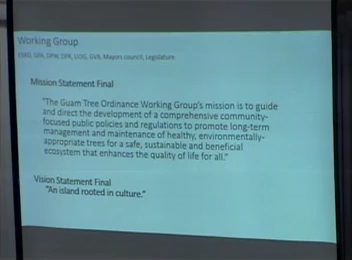 Working Group
GPA, DPW, DPR, UOG, GVB, Mayors council, Legislature
Mission Statement Final
"The Guam Tree Ordinance Working Group's mission is to guide
and direct the development of a comprehensive community-
focused public policies and regulations to promote long-term
management and maintenance of healthy, environmentally-
appropriate trees for a safe, sustainable and beneficial
ecosystem that enhances the quality of life for all."
Vision Statement Final
"An island rooted in culture."